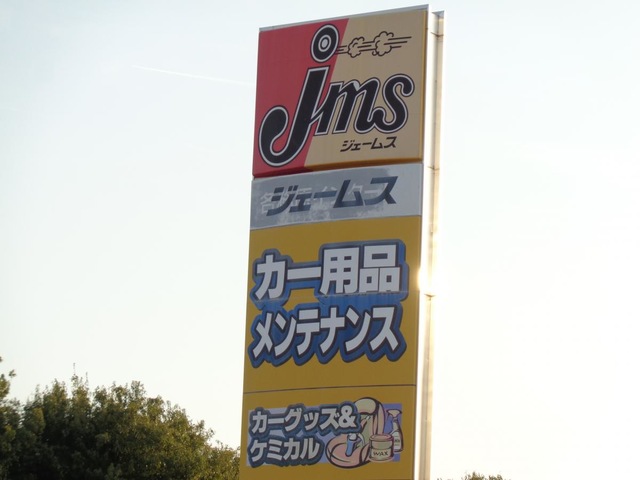 jms
ジェームス
ジェームス
カー用品
メンテナンス
カーグッズ&
ケミカル
WAX